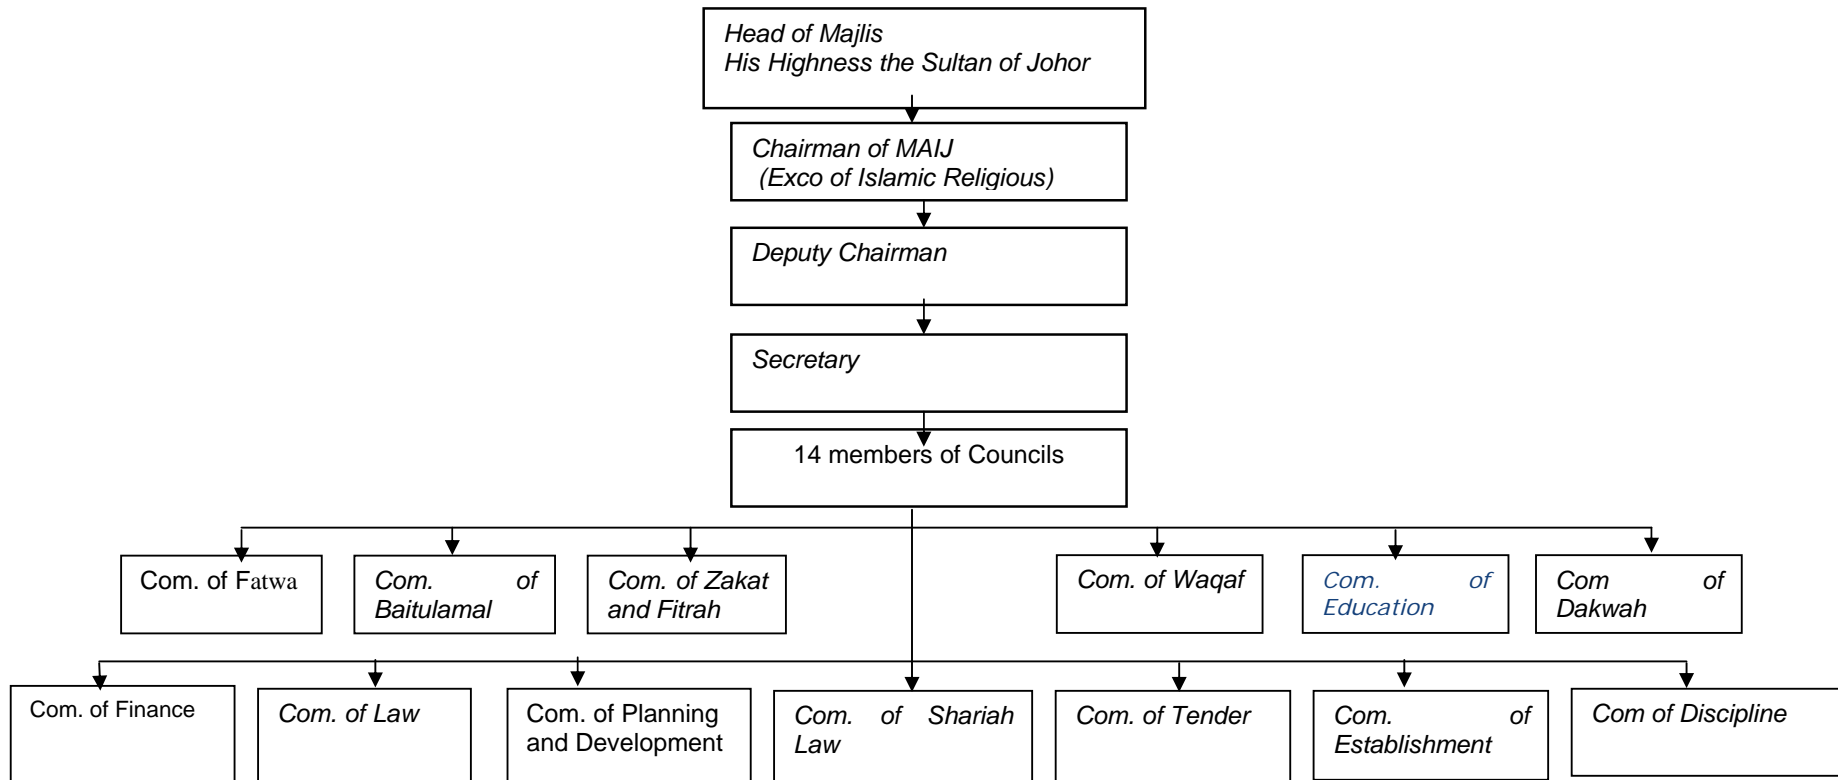 Head of Majlis
His Highness the Sultan of Johor
Chairman of MAIJ
(Exco of Islamic Religious)
Deputy Chairman
Secretary
14 members of Councils
Com. of Fatwa
Com. of
Baitulamal
Com. of Zakat
and Fitrah
Com. of Waqaf
Com. of
Education
Com of
Dakwah
Com. of Finance
Com. of Law
Com. of Planning
and Development
Com. of Shariah
Law
Com. of Tender
Com. of
Establishment
Com of Discipline